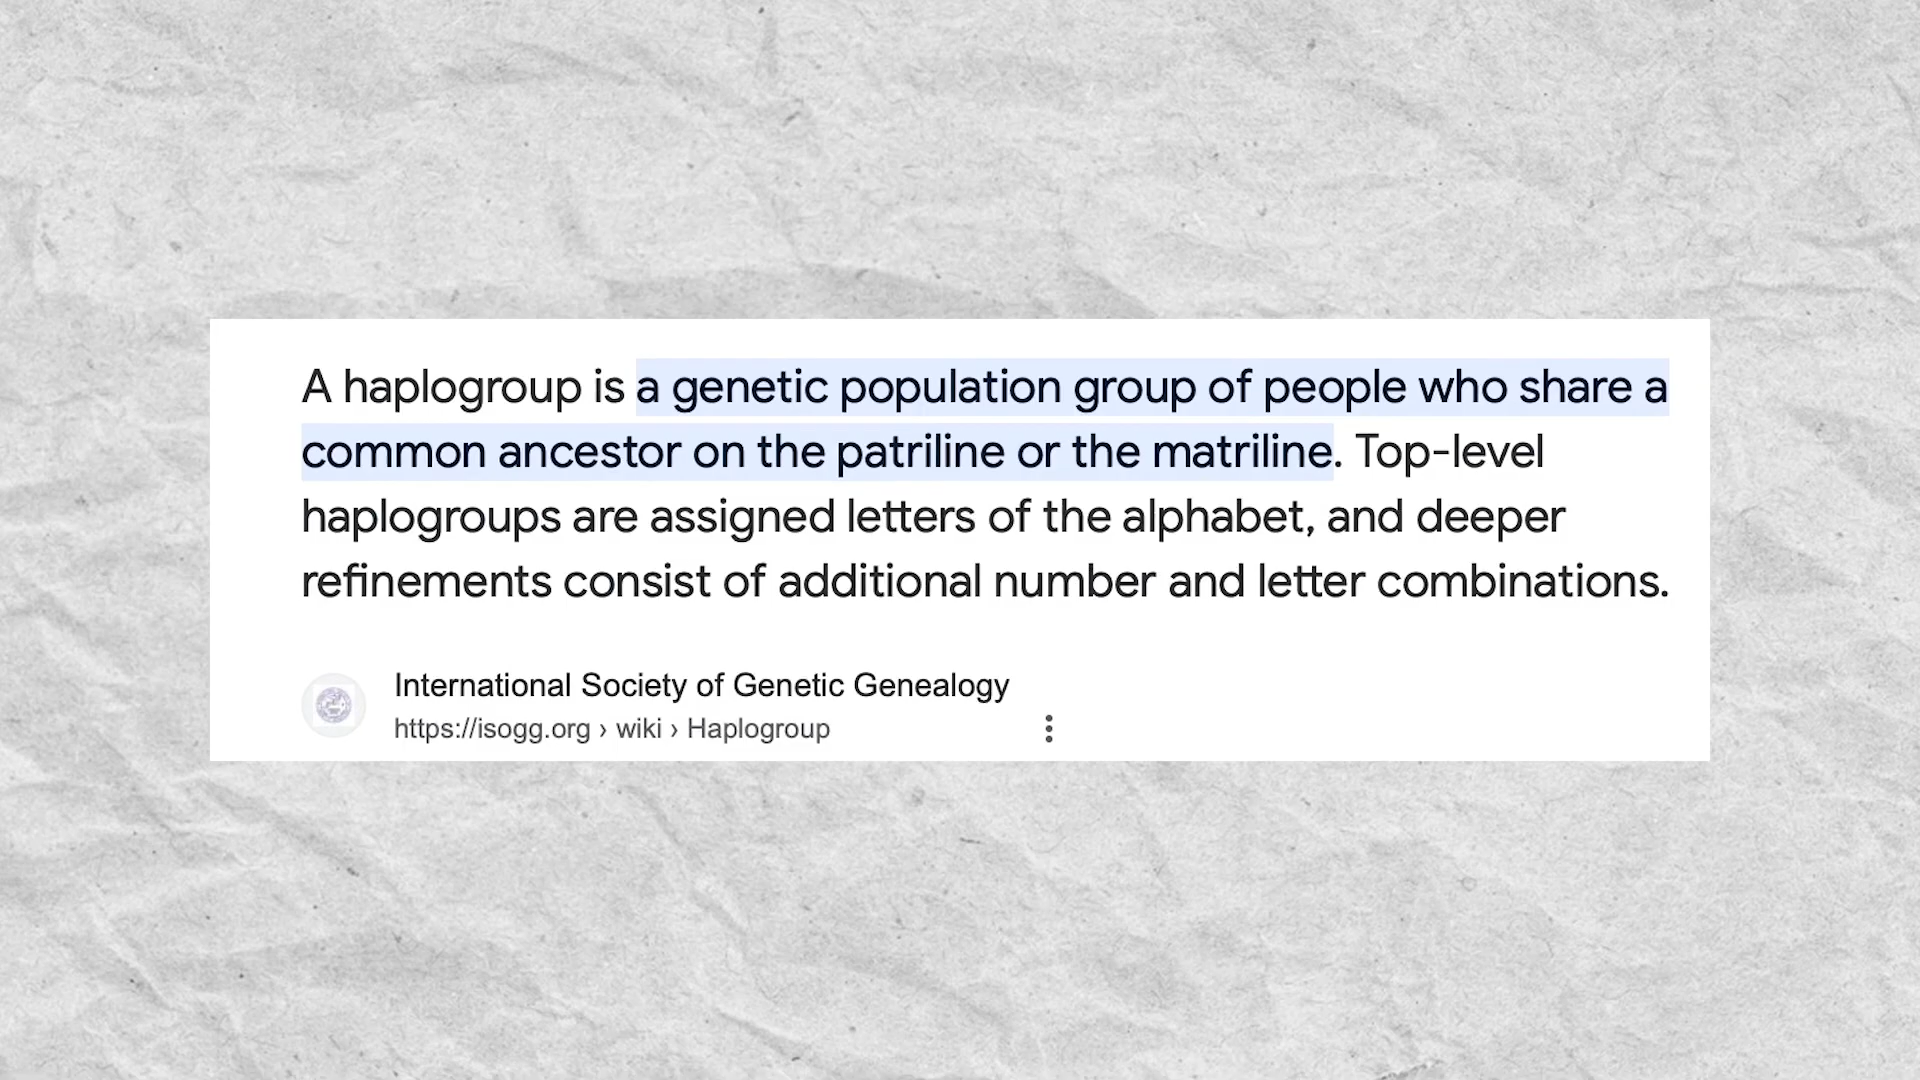 A haplogroup is a genetic population group of people who share a
common ancestor on the patriline or the matriline. Top-level
haplogroups are assigned letters of the alphabet, and deeper
refinements consist of additional number and letter combinations.
International Society of Genetic Genealogy
https://isogg.org › wiki › Haplogroup